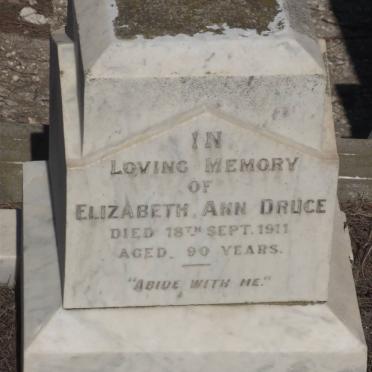 IN
LOVING MEMORY
OF
ELIZABETH ANN DRUCE
DIED 18TH SEPT. 1911
AGED 90 YEARS.
"ABIDE WITH ME."